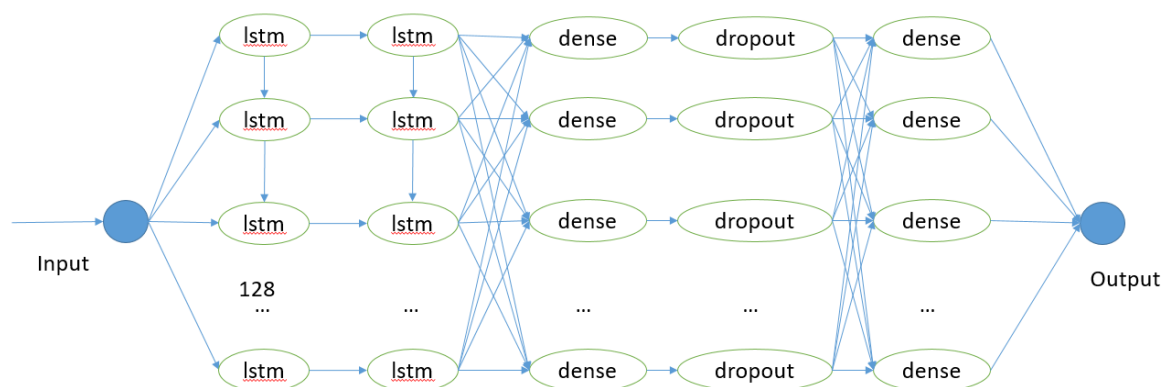 lstm lstm dense dropout dense
lstm lstm dense dropout dense
lstm lstm dense dropout dense
Input
128
Output
... ... ... ... ...
lstm lstm dense dropout dense